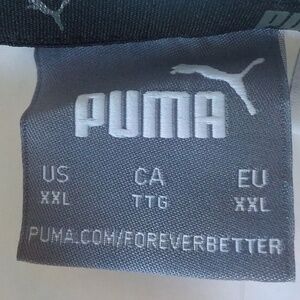 PUMA
US CA EU
XXL TTG XXL
PUMA.COM/FOREVERBETTER